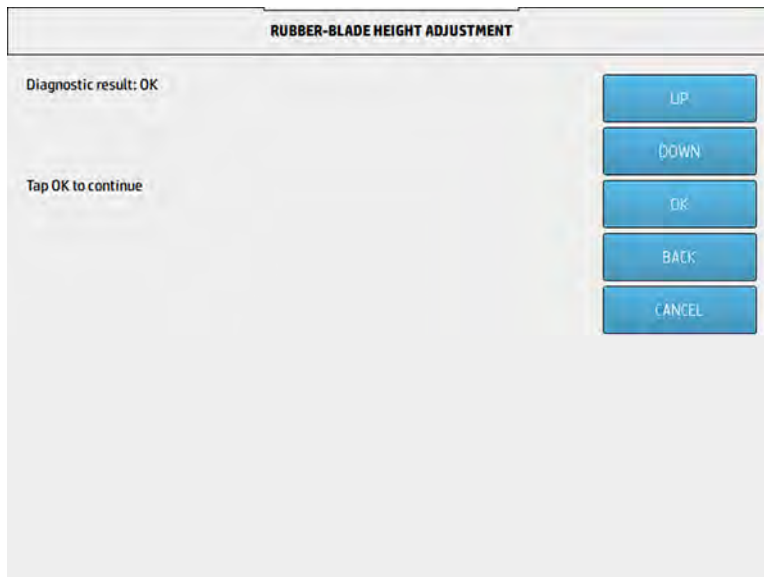 RUBBER-BLADE HEIGHT ADJUSTMENT
Diagnostic result: OK
Tap OK to continue
UP
DOWN
OK
BACK
CANCEL